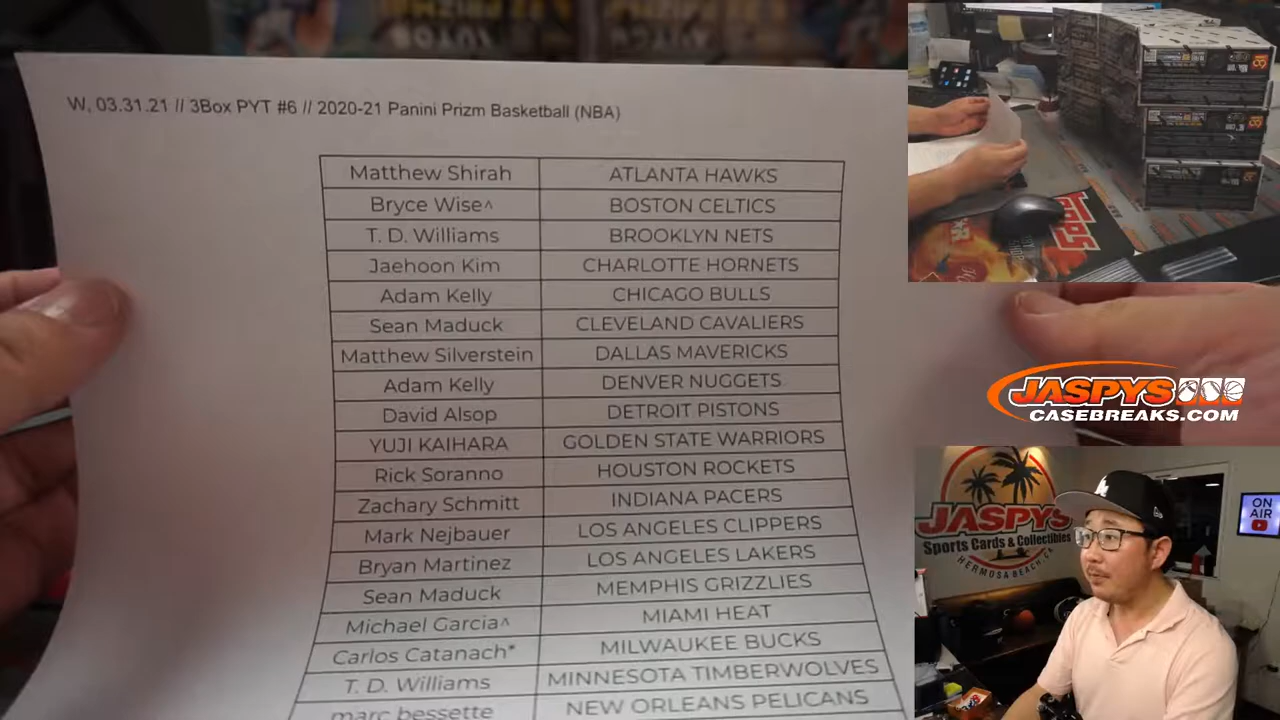 W, 03.31.21 // 3Box PYT #6 // 2020-21 Panini Prizm Basketball (NBA)
Matthew Shirah ATLANTA HAWKS
Bryce Wise^ BOSTON CELTICS
T. D. Williams BROOKLYN NETS
Jaehoon Kim CHARLOTTE HORNETS
Adam Kelly CHICAGO BULLS
Sean Maduck CLEVELAND CAVALIERS
Matthew Silverstein DALLAS MAVERICKS
Adam Kelly DENVER NUGGETS
David Alsop DETROIT PISTONS
YUJI KAIHARA GOLDEN STATE WARRIORS
Rick Soranno HOUSTON ROCKETS
Zachary Schmitt INDIANA PACERS
Mark Nejbauer LOS ANGELES CLIPPERS
Bryan Martinez LOS ANGELES LAKERS
Sean Maduck MEMPHIS GRIZZLIES
Michael Garcia^ MIAMI HEAT
Carlos Catanach* MILWAUKEE BUCKS
T. D. Williams MINNESOTA TIMBERWOLVES
marc bessette NEW ORLEANS PELICANS
topps
JASPYS
CASEBREAKS.COM
JASPYS
Sports Cards & Collectibles
HERMOSA BEACH, CA
LA
ON
AIR